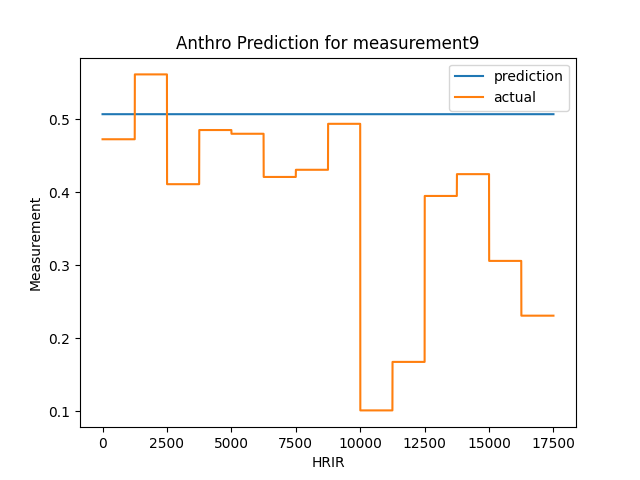 Anthro Prediction for measurement9
prediction
actual
Measurement
0.5
0.4
0.3
0.2
0.1
0 2500 5000 7500 10000 12500 15000 17500
HRIR